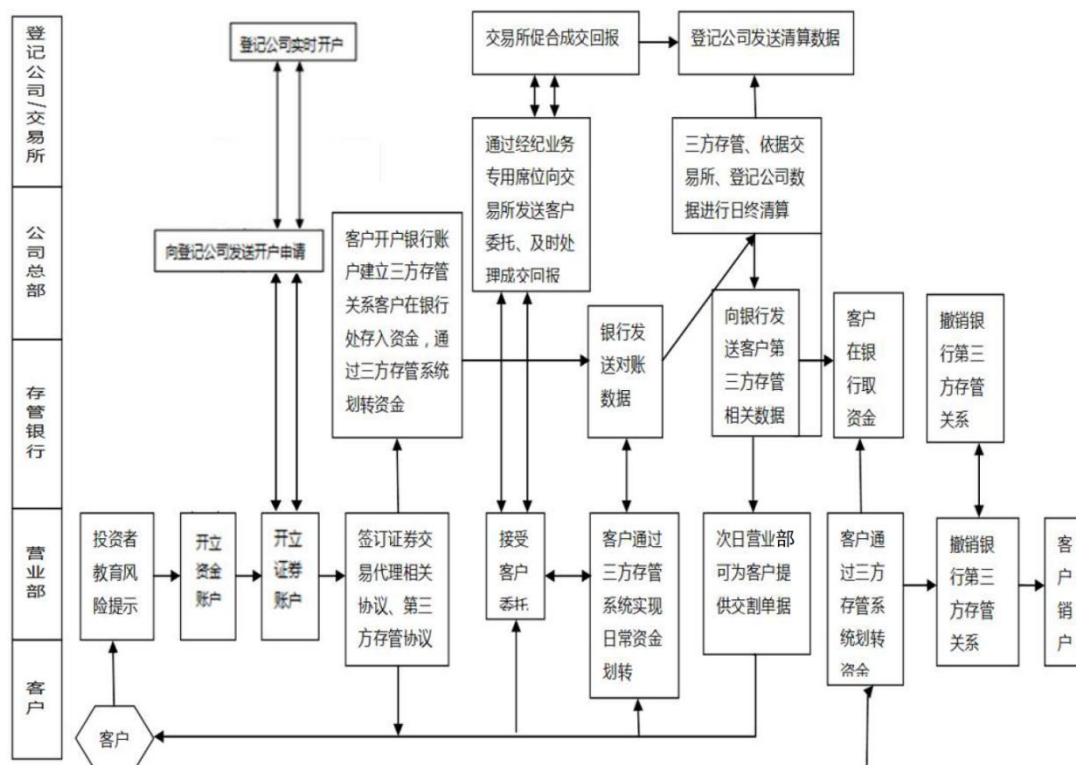 登记公司/交易所
公司总部
存管银行
营业部
客户
登记公司实时开户
交易所促合成交回报
登记公司发送清算数据
通过经纪业务
专用席位向交
易所发送客户
委托、及时处
理成交回报
三方存管、依据交
易所、登记公司数
据进行日终清算
向登记公司发送开户申请
客户开户银行账
户建立三方存管
关系客户在银行
处存入资金，通
过三方存管系统
划转资金
银行发
送对账
数据
向银行发
送客户第
三方存管
相关数据
客户
在银
行取
资金
撤销银
行第三
方存管
关系
投资者
教育风
险提示
开立
资金
账户
开立
证券
账户
签订证券交
易代理相关
协议、第三
方存管协议
接受
客户
委托
客户通过
三方存管
系统实现
日常资金
划转
次日营业部
可为客户提
供交割单据
客户通
过三方
存管系
统划转
资金
撤销银
行第三
方存管
关系
客
户
销
户
客户